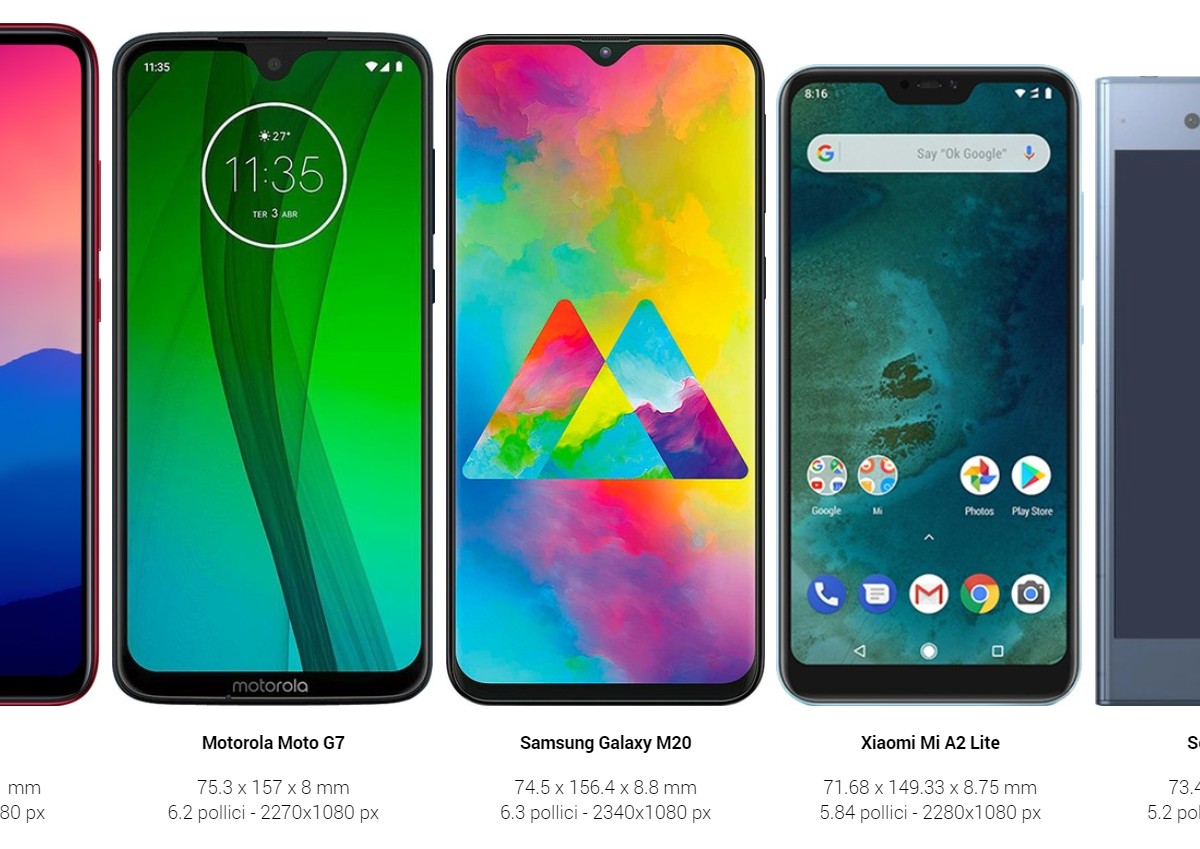 11:35
27°
11:35
TER 3 ABR
motorola
8:16
Say "Ok Google"
Google
Mi
Photos
Play Store
Motorola Moto G7
Samsung Galaxy M20
Xiaomi Mi A2 Lite
mm
75.3 x 157 x 8 mm
74.5 x 156.4 x 8.8 mm
71.68 x 149.33 x 8.75 mm
73.4
80 px
6.2 pollici - 2270x1080 px
6.3 pollici - 2340x1080 px
5.84 pollici - 2280x1080 px
5.2 pol